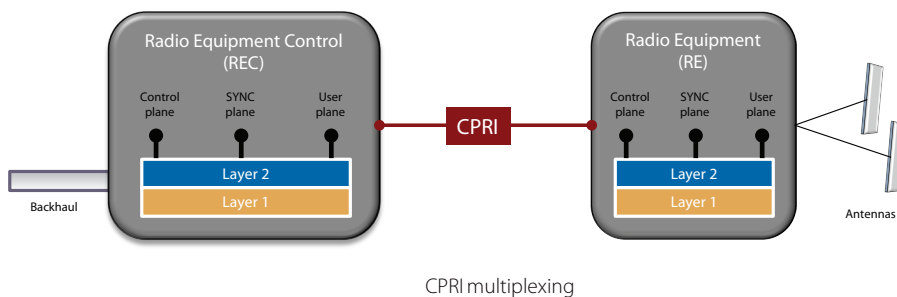 Radio Equipment Control
(REC)
Control
plane
SYNC
plane
User
plane
Layer 2
Layer 1
Backhaul
CPRI
Radio Equipment
(RE)
Control
plane
SYNC
plane
User
plane
Layer 2
Layer 1
Antennas
CPRI multiplexing